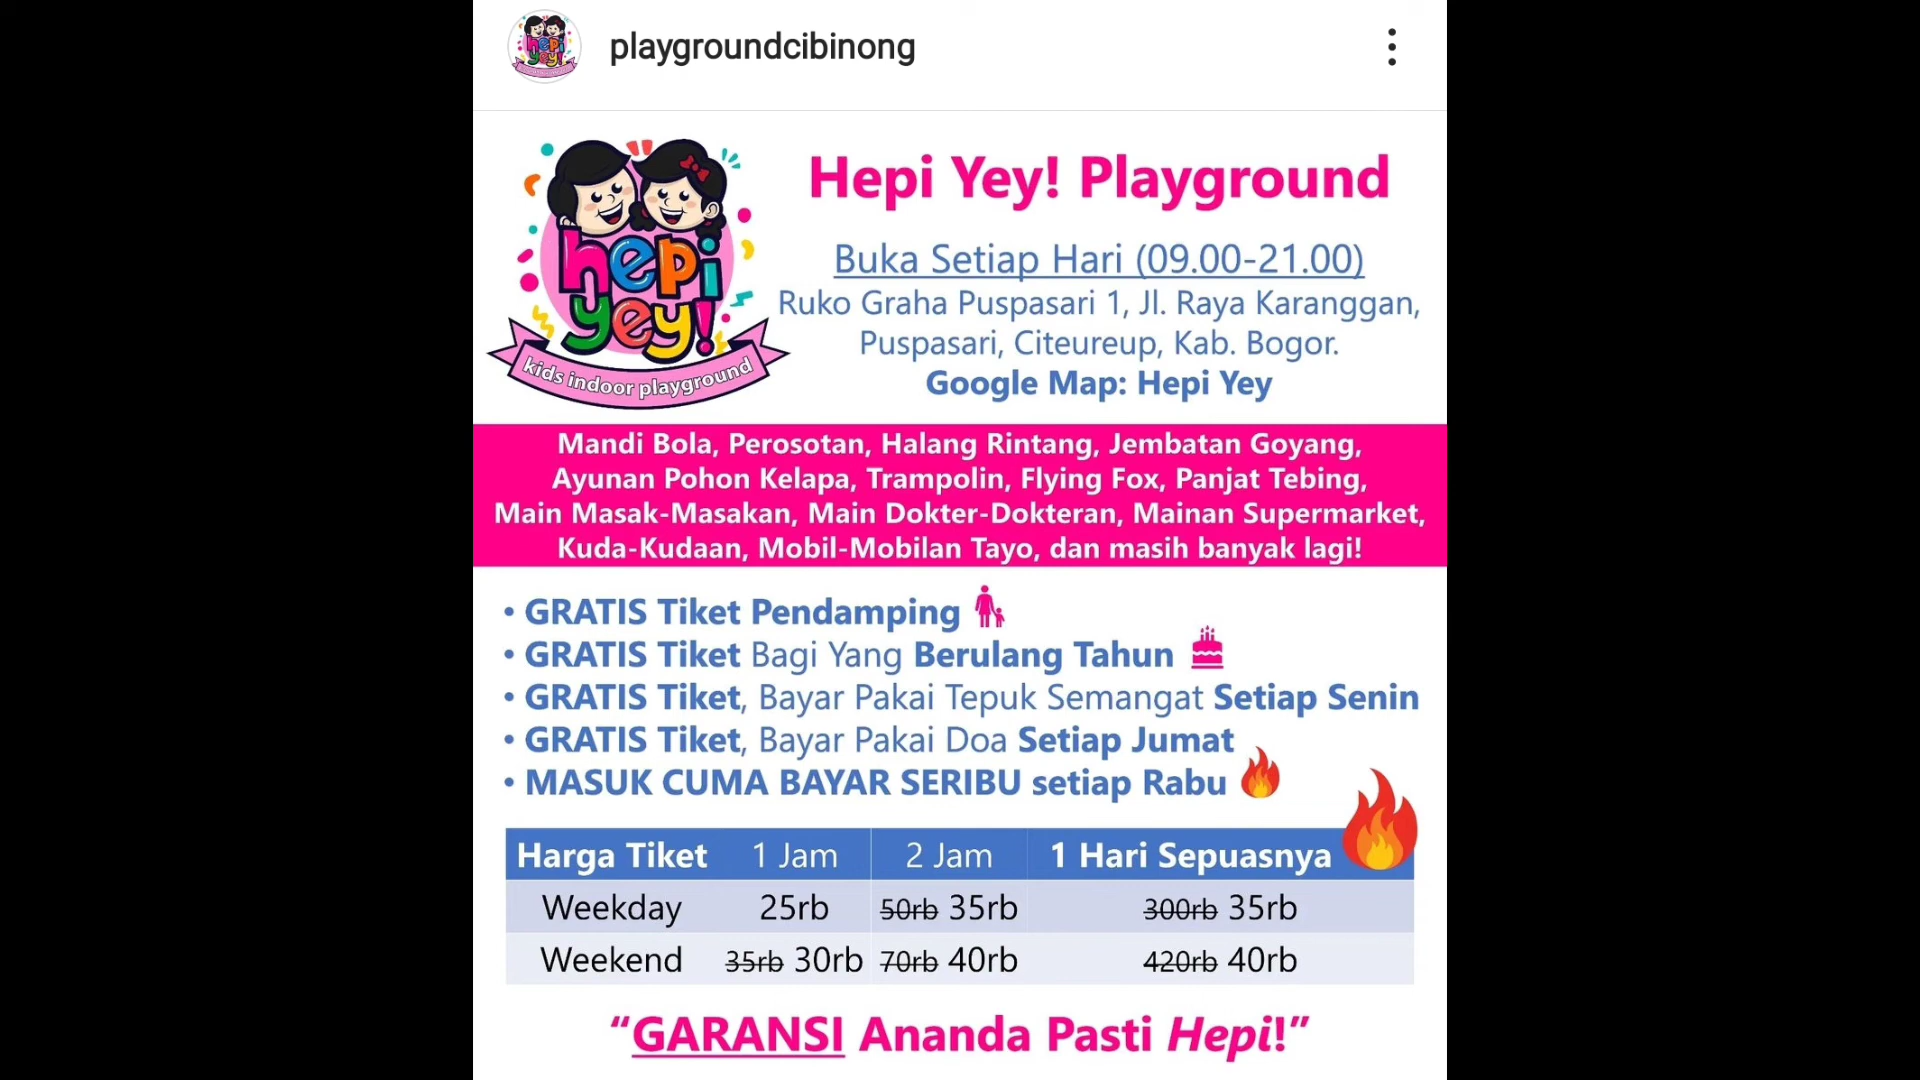 playgroundcibinong
hepi
yey!
kids indoor playground
Hepi Yey! Playground
Buka Setiap Hari (09.00-21.00)
Ruko Graha Puspasari 1, Jl. Raya Karanggan,
Puspasari, Citeureup, Kab. Bogor.
Google Map: Hepi Yey
Mandi Bola, Perosotan, Halang Rintang, Jembatan Goyang,
Ayunan Pohon Kelapa, Trampolin, Flying Fox, Panjat Tebing,
Main Masak-Masakan, Main Dokter-Dokteran, Mainan Supermarket,
Kuda-Kudaan, Mobil-Mobilan Tayo, dan masih banyak lagi!
• GRATIS Tiket Pendamping
• GRATIS Tiket Bagi Yang Berulang Tahun
• GRATIS Tiket, Bayar Pakai Tepuk Semangat Setiap Senin
• GRATIS Tiket, Bayar Pakai Doa Setiap Jumat
• MASUK CUMA BAYAR SERIBU setiap Rabu
Harga Tiket 1 Jam 2 Jam 1 Hari Sepuasnya
Weekday 25rb 50rb 35rb 300rb 35rb
Weekend 35rb 30rb 70rb 40rb 420rb 40rb
“GARANSI Ananda Pasti Hepi!”